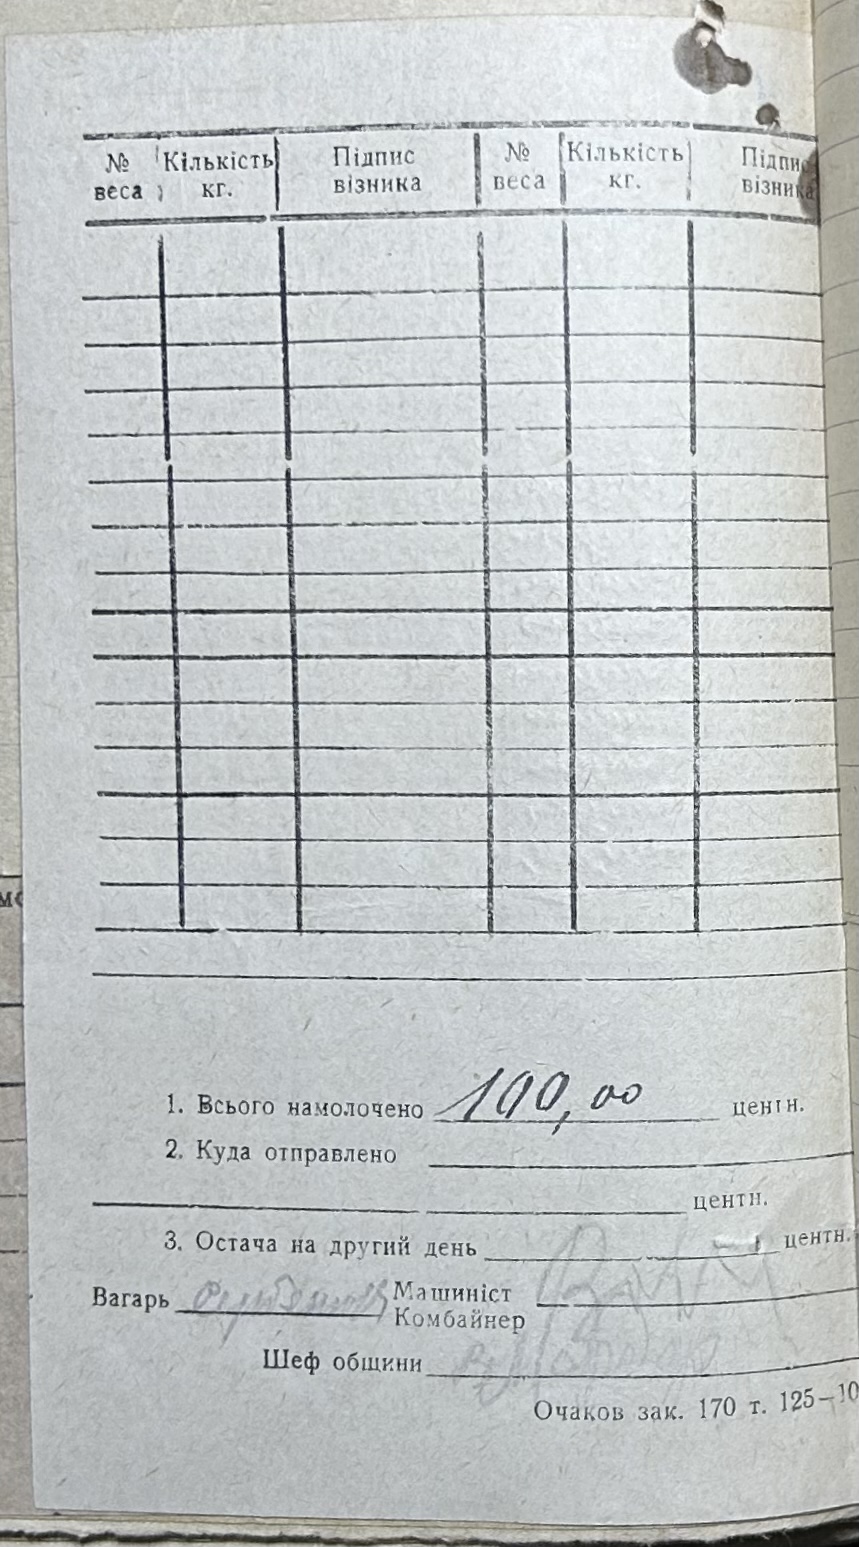 № веса Кількість кг. Підпис візника № веса Кількість кг. Підпис візника
1. Всього намолочено 100,00 центн.
2. Куда отправлено
центн.
3. Остача на другий день центн.
Вагарь Машиніст
Комбайнер
Шеф общини
Очаков зак. 170 т. 125—10